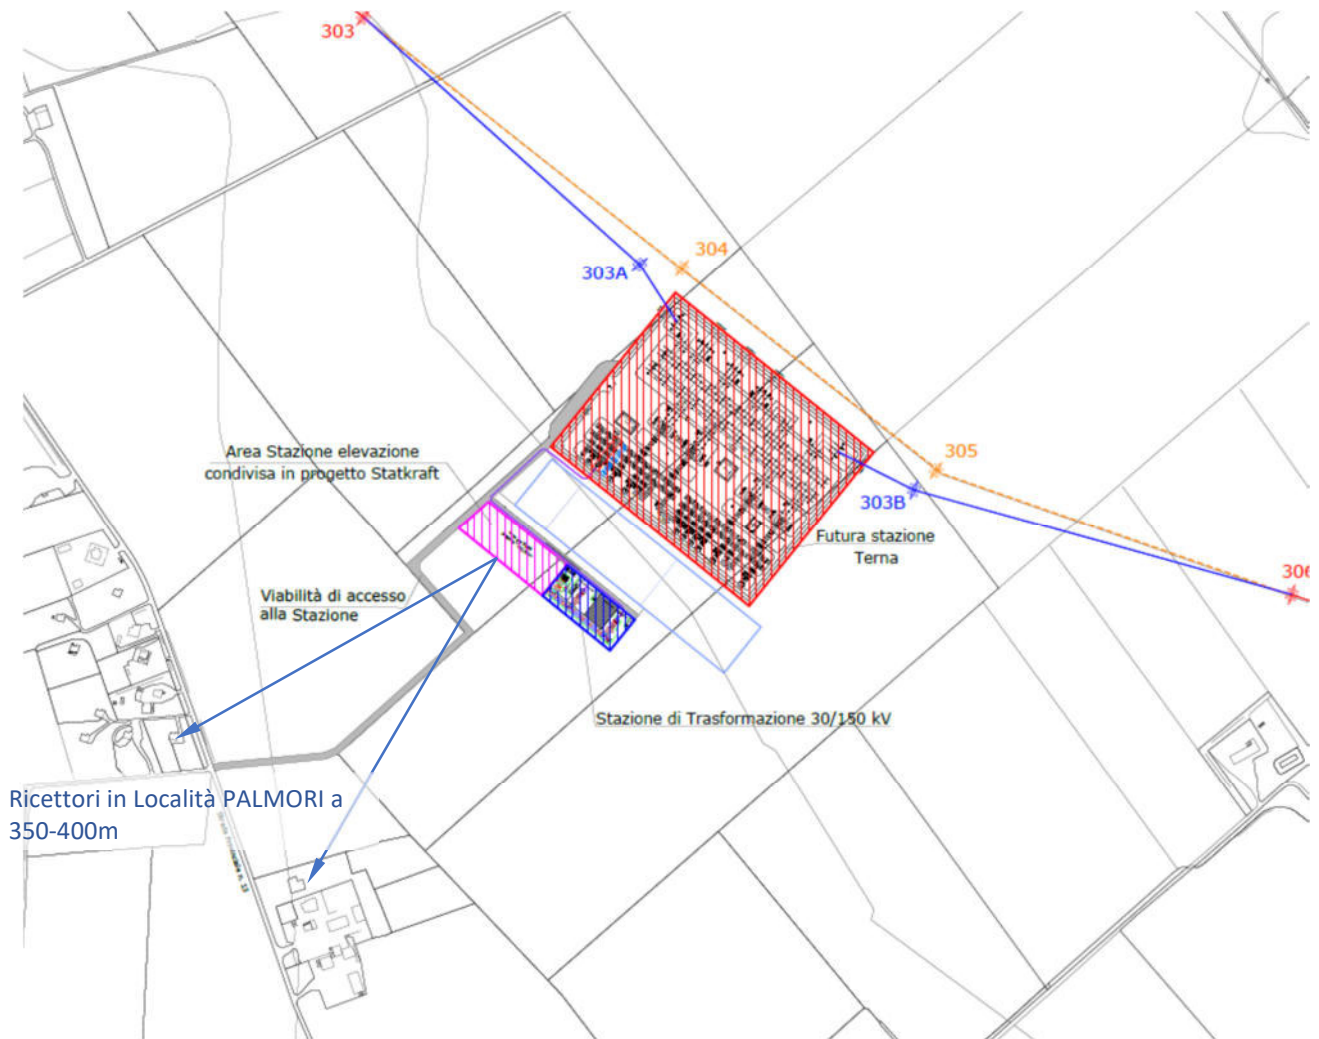 303
304
303A
305
303B
306
Area Stazione elevazione
condivisa in progetto Statkraft
Futura stazione
Terna
Viabilità di accesso
alla Stazione
Stazione di Trasformazione 30/150 kV
Ricettori in Località PALMORI a
350-400m